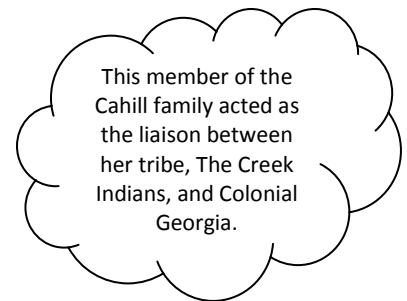 This member of the
Cahill family acted as
the liaison between
her tribe, The Creek
Indians, and Colonial
Georgia.